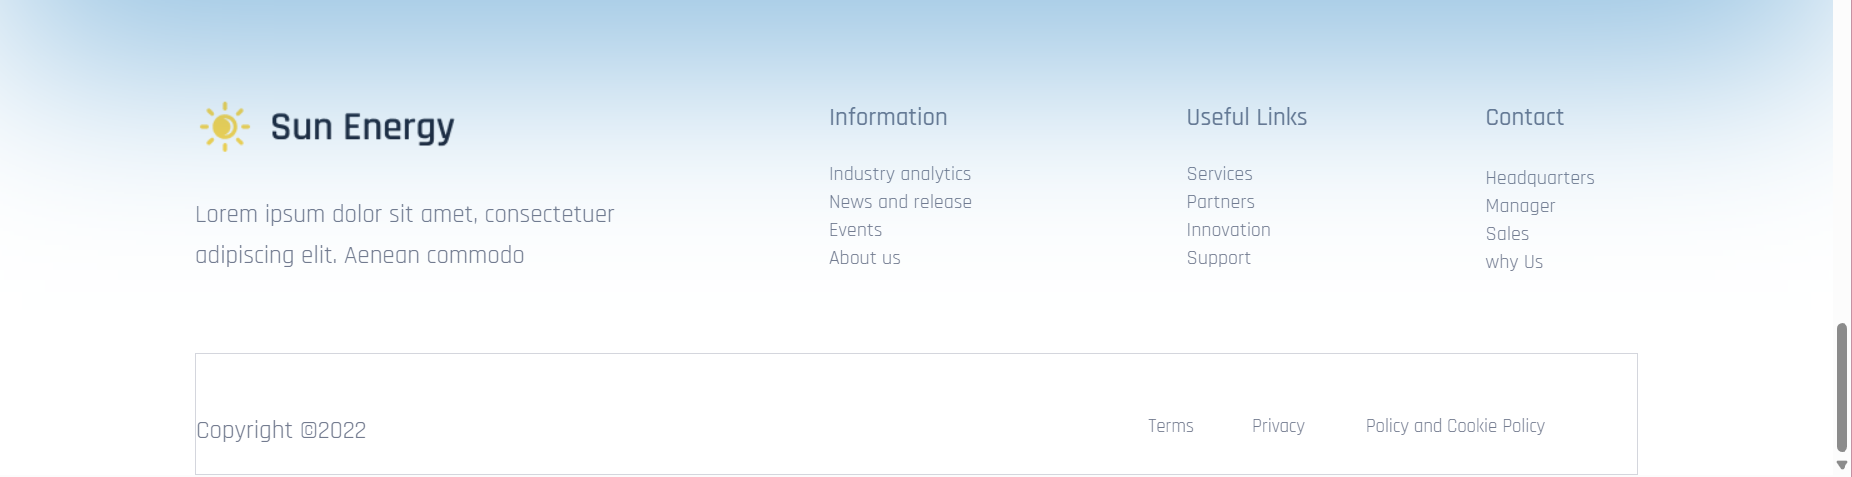 Sun Energy
Lorem ipsum dolor sit amet, consectetuer
adipiscing elit. Aenean commodo
Information
Industry analytics
News and release
Events
About us
Useful Links
Services
Partners
Innovation
Support
Contact
Headquarters
Manager
Sales
why Us
Copyright ©2022
Terms
Privacy
Policy and Cookie Policy